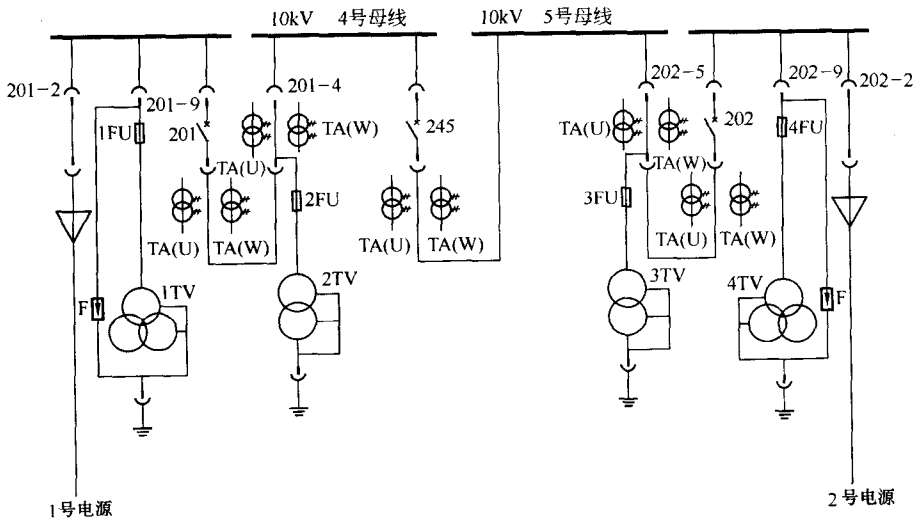 10kV 4号母线
10kV 5号母线
201-2
201-9
201-4
202-5
202-9
202-2
1FU
201
TA(U)
TA(W)
245
TA(U)
TA(W)
202
4FU
2FU
3FU
TA(U)
TA(W)
TA(U)
TA(W)
TA(U)
TA(W)
F
1TV
2TV
3TV
4TV
F
1号电源
2号电源